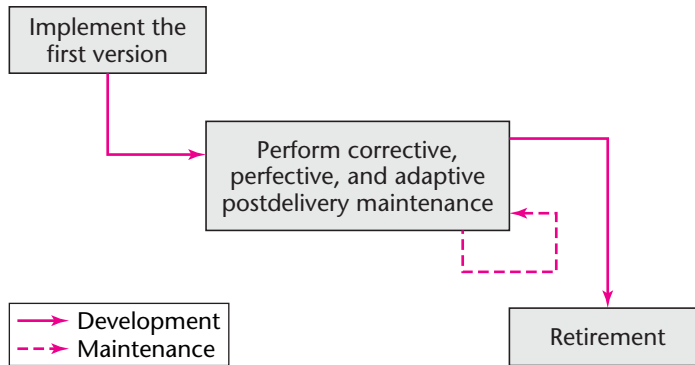 Implement the
first version
Perform corrective,
perfective, and adaptive
postdelivery maintenance
Development
Maintenance
Retirement